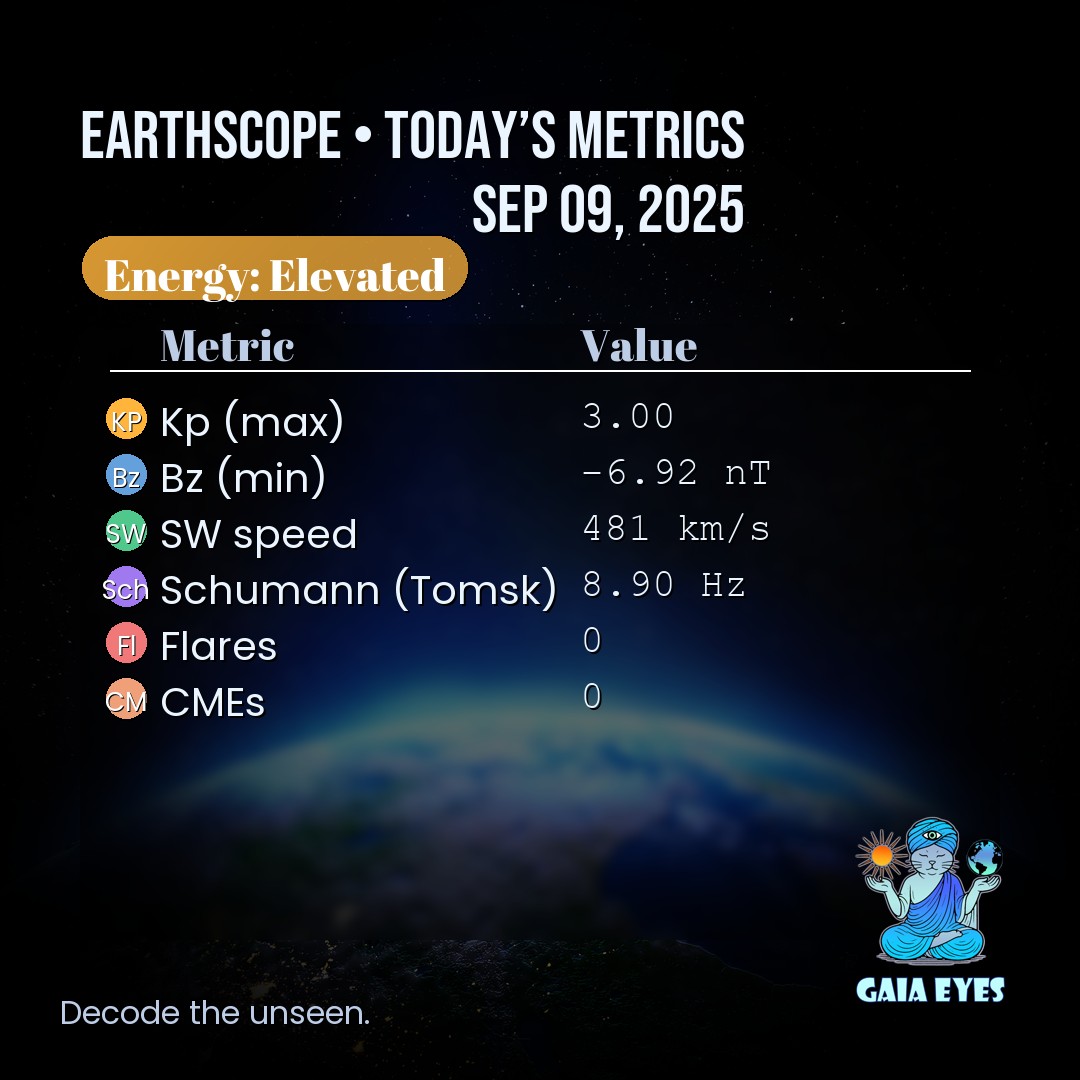 EARTHSCOPE • TODAY’S METRICS
SEP 09, 2025
Energy: Elevated
Metric Value
KP Kp (max) 3.00
Bz Bz (min) -6.92 nT
SW SW speed 481 km/s
Sch Schumann (Tomsk) 8.90 Hz
Fl Flares 0
CM CMEs 0
GAIA EYES
Decode the unseen.